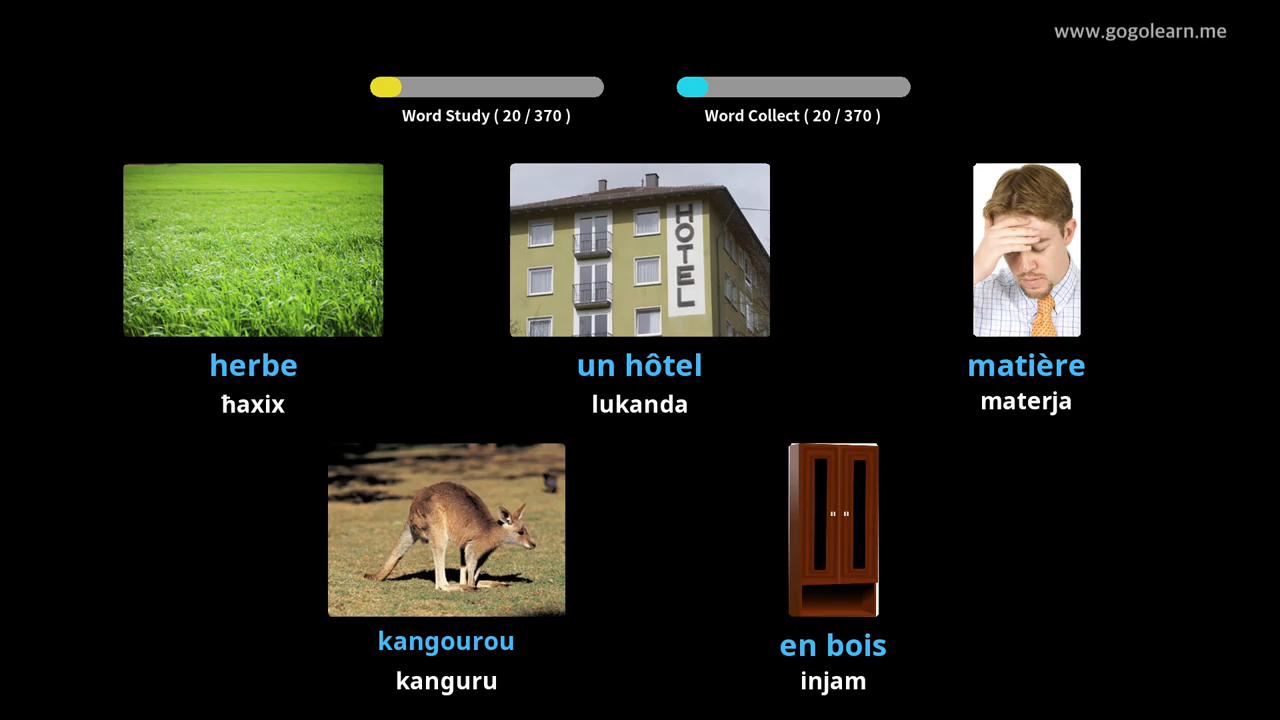 www.gogolearn.me
Word Study ( 20 / 370 )
Word Collect ( 20 / 370 )
HOTEL
herbe
un hôtel
matière
ħaxix
lukanda
materja
kangourou
en bois
kanguru
injam